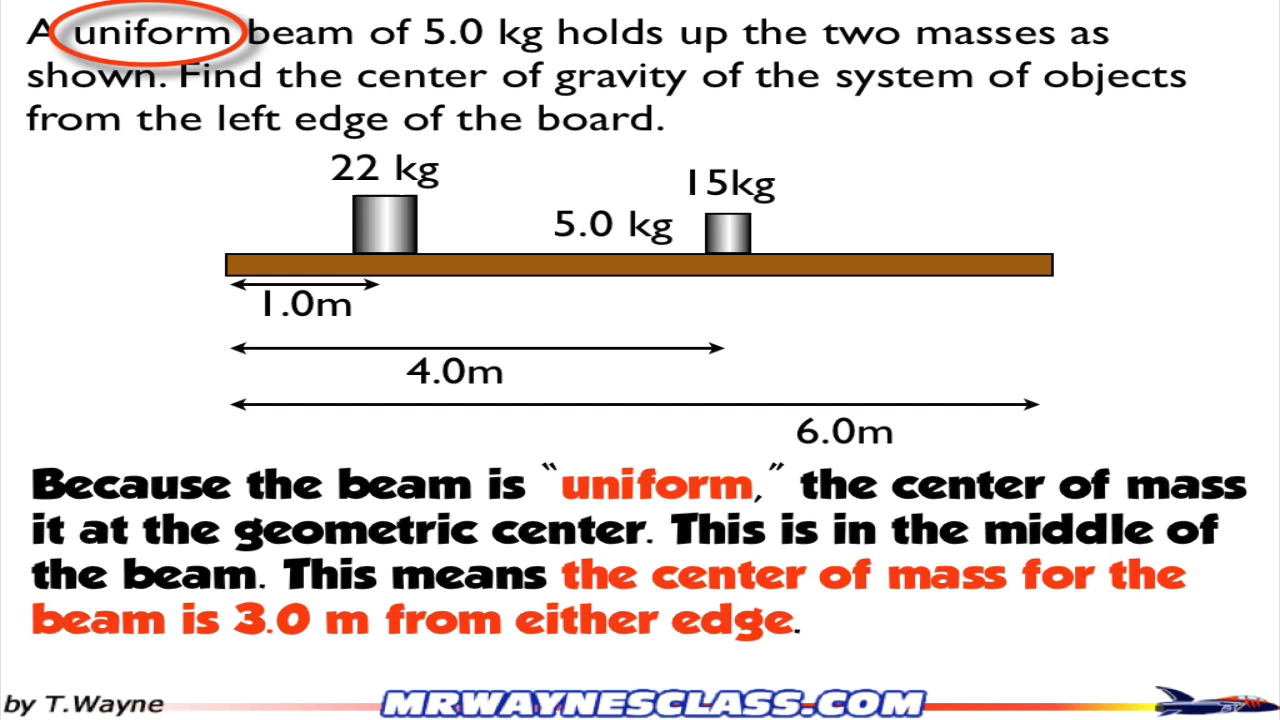 A uniform beam of 5.0 kg holds up the two masses as
shown. Find the center of gravity of the system of objects
from the left edge of the board.
22 kg
15kg
5.0 kg
1.0m
4.0m
6.0m
Because the beam is “uniform,” the center of mass
it at the geometric center. This is in the middle of
the beam. This means the center of mass for the
beam is 3.0 m from either edge.
by T.Wayne
MRWAYNESCLASS.COM